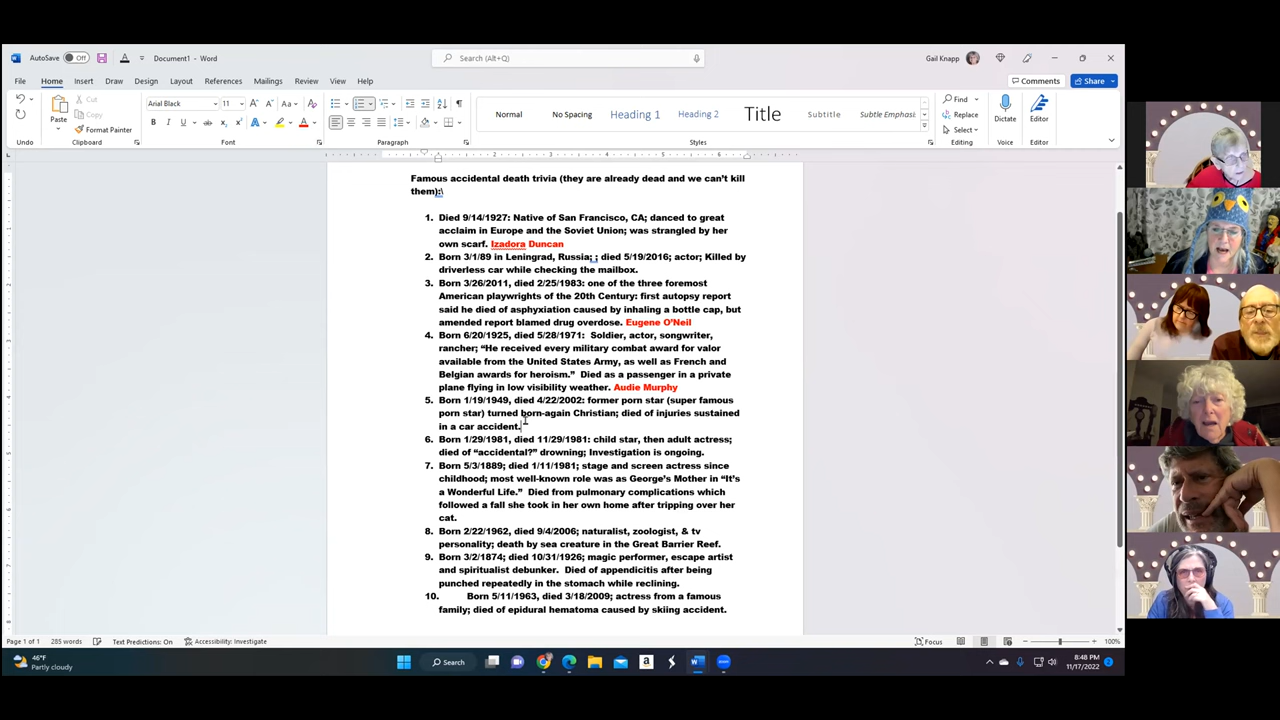 AutoSave Off Document1 - Word Search (Alt+Q) Gail Knapp
File Home Insert Draw Design Layout References Mailings Review View Help Comments Share
Undo Paste Cut Copy Format Painter Clipboard
Arial Black 11 Font
Paragraph
Normal No Spacing Heading 1 Heading 2 Title Subtitle Subtle Emphasi Styles
Find Replace Select Editing Dictate Voice Editor Editor
Famous accidental death trivia (they are already dead and we can't kill
them):\
1. Died 9/14/1927: Native of San Francisco, CA; danced to great
acclaim in Europe and the Soviet Union; was strangled by her
own scarf. Izadora Duncan
2. Born 3/1/89 in Leningrad, Russia; ; died 5/19/2016; actor; Killed by
driverless car while checking the mailbox.
3. Born 3/26/2011, died 2/25/1983: one of the three foremost
American playwrights of the 20th Century: first autopsy report
said he died of asphyxiation caused by inhaling a bottle cap, but
amended report blamed drug overdose. Eugene O'Neil
4. Born 6/20/1925, died 5/28/1971: Soldier, actor, songwriter,
rancher; "He received every military combat award for valor
available from the United States Army, as well as French and
Belgian awards for heroism." Died as a passenger in a private
plane flying in low visibility weather. Audie Murphy
5. Born 1/19/1949, died 4/22/2002: former porn star (super famous
porn star) turned born-again Christian; died of injuries sustained
in a car accident.
6. Born 1/29/1981, died 11/29/1981: child star, then adult actress;
died of "accidental?" drowning; Investigation is ongoing.
7. Born 5/3/1889; died 1/11/1981; stage and screen actress since
childhood; most well-known role was as George's Mother in "It's
a Wonderful Life." Died from pulmonary complications which
followed a fall she took in her own home after tripping over her
cat.
8. Born 2/22/1962, died 9/4/2006; naturalist, zoologist, & tv
personality; death by sea creature in the Great Barrier Reef.
9. Born 3/2/1874; died 10/31/1926; magic performer, escape artist
and spiritualist debunker. Died of appendicitis after being
punched repeatedly in the stomach while reclining.
10. Born 5/11/1963, died 3/18/2009; actress from a famous
family; died of epidural hematoma caused by skiing accident.
Page 1 of 1 285 words Text Predictions: On Accessibility: Investigate Focus 100%
46°F
Partly cloudy
Search
8:48 PM
11/17/2022